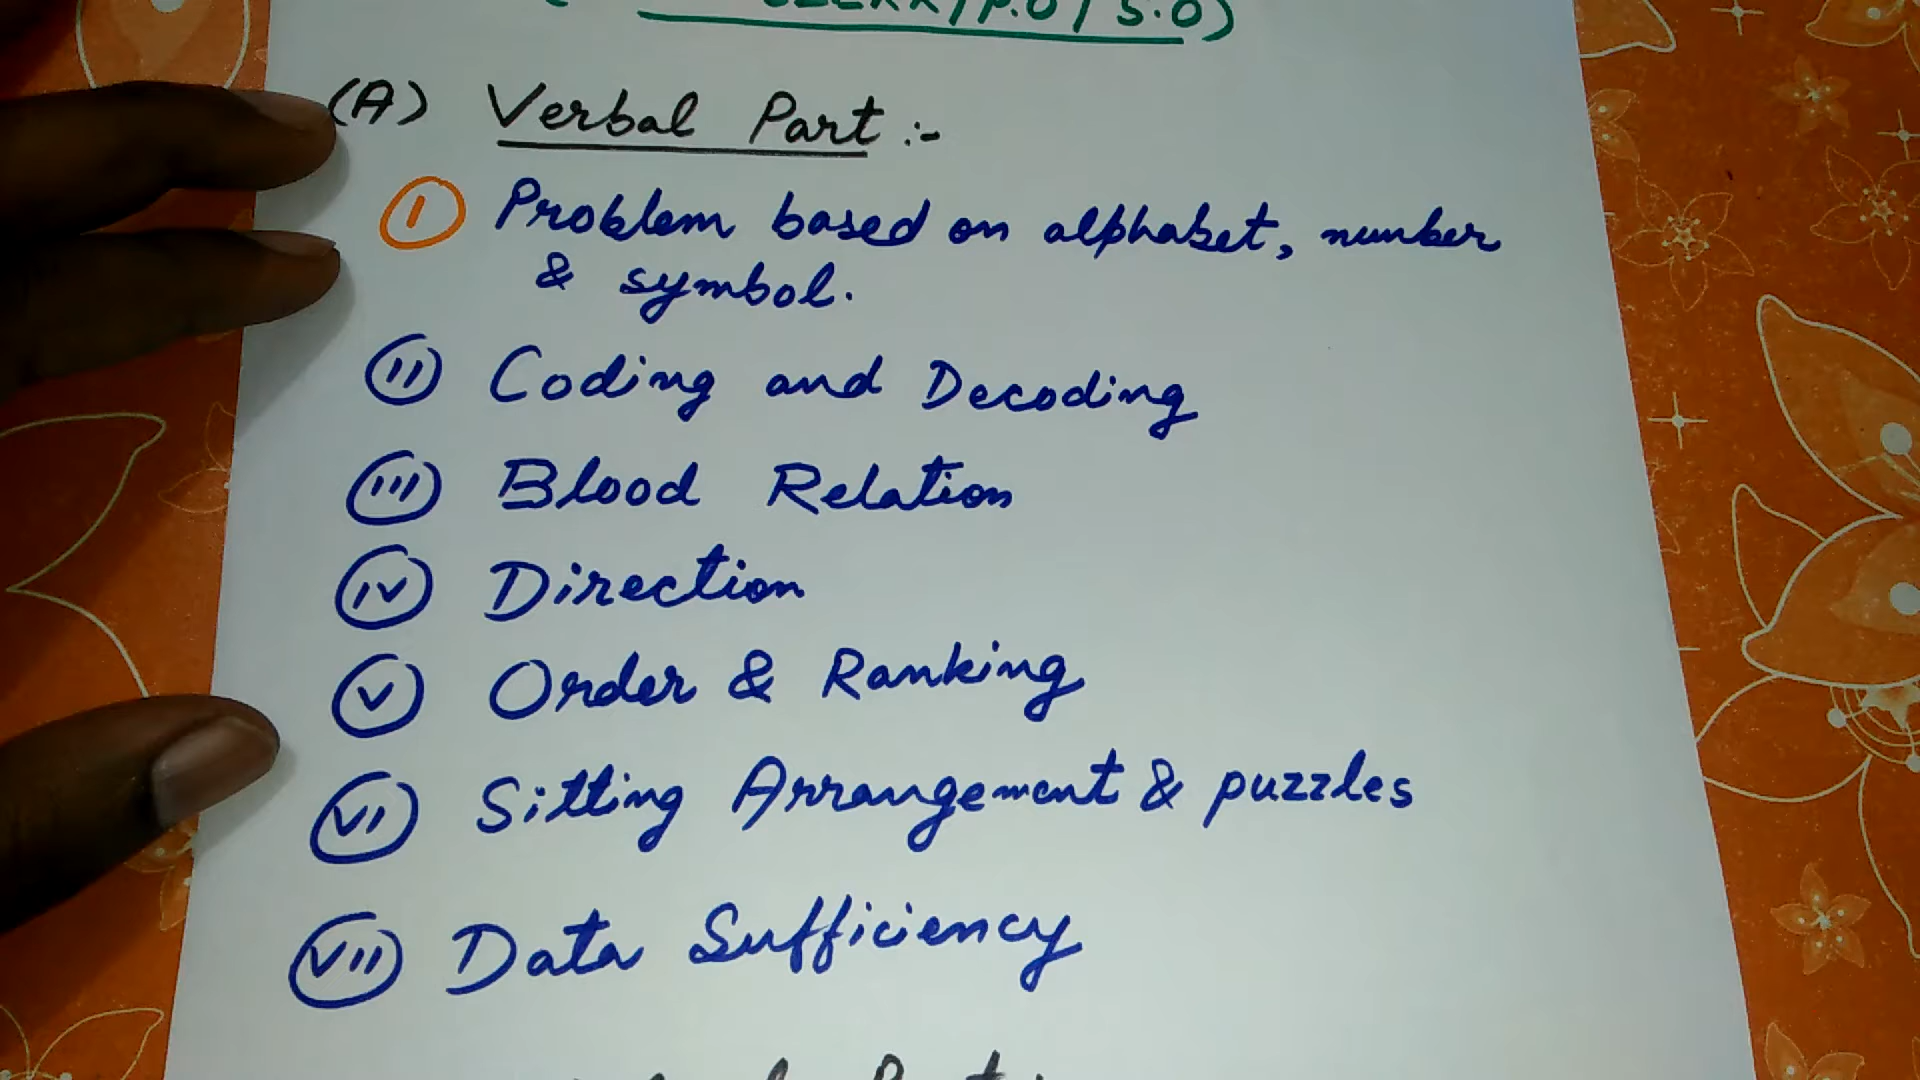 P.O / S.O)
(A) Verbal Part :-
(I) Problem based on alphabet, number
& symbol.
(II) Coding and Decoding
(III) Blood Relation
(IV) Direction
(V) Order & Ranking
(VI) Sitting Arrangement & puzzles
(VII) Data Sufficiency